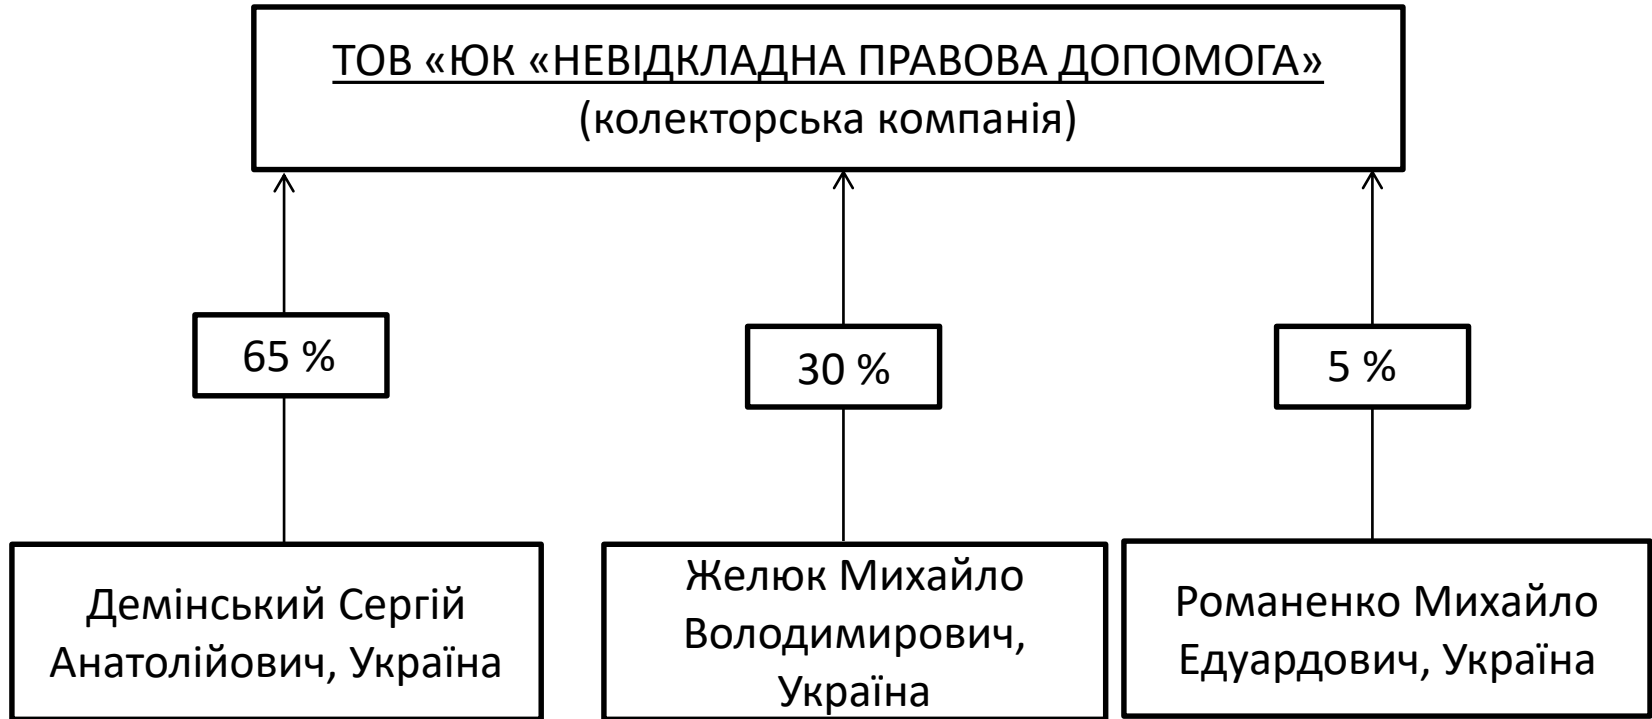 ТОВ «ЮК «НЕВІДКЛАДНА ПРАВОВА ДОПОМОГА»
(колекторська компанія)
65 %
30 %
5 %
Демінський Сергій
Анатолійович, Україна
Желюк Михайло
Володимирович,
Україна
Романенко Михайло
Едуардович, Україна